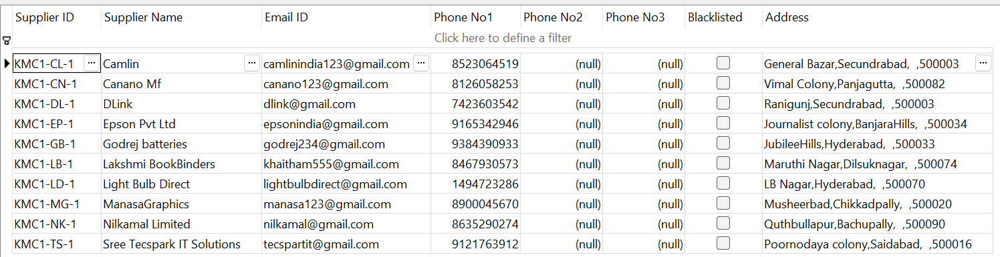 Supplier ID Supplier Name Email ID Phone No1 Phone No2 Phone No3 Blacklisted Address
Click here to define a filter
KMC1-CL-1 ... Camlin ... camlinindia123@gmail.com ... 8523064519 (null) (null) General Bazar,Secundrabad,  ,500003 ...
KMC1-CN-1 Canano Mf canano123@gmail.com 8126058253 (null) (null) Vimal Colony,Panjagutta,  ,500082
KMC1-DL-1 DLink dlink@gmail.com 7423603542 (null) (null) Ranigunj,Secundrabad,  ,500003
KMC1-EP-1 Epson Pvt Ltd epsonindia@gmail.com 9165342946 (null) (null) Journalist colony,BanjaraHills,  ,500034
KMC1-GB-1 Godrej batteries godrej234@gmail.com 9384390933 (null) (null) JubileeHills,Hyderabad,  ,500033
KMC1-LB-1 Lakshmi BookBinders khaitham555@gmail.com 8467930573 (null) (null) Maruthi Nagar,Dilsuknagar,  ,500074
KMC1-LD-1 Light Bulb Direct lightbulbdirect@gmail.com 1494723286 (null) (null) LB Nagar,Hyderabad,  ,500070
KMC1-MG-1 ManasaGraphics manasa123@gmail.com 8900045670 (null) (null) Musheerbad,Chikkadpally,  ,500020
KMC1-NK-1 Nilkamal Limited nilkamal@gmail.com 8635290274 (null) (null) Quthbullapur,Bachupally,  ,500090
KMC1-TS-1 Sree Tecspark IT Solutions tecspartit@gmail.com 9121763912 (null) (null) Poornodaya colony,Saidabad,  ,500016